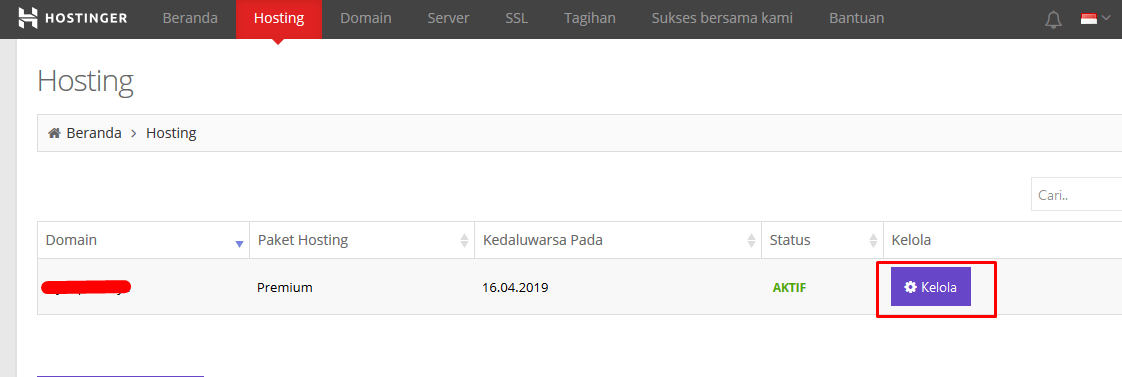 HOSTINGER Beranda Hosting Domain Server SSL Tagihan Sukses bersama kami Bantuan
Hosting
Beranda > Hosting
Cari..
Domain Paket Hosting Kedaluwarsa Pada Status Kelola
Premium 16.04.2019 AKTIF Kelola